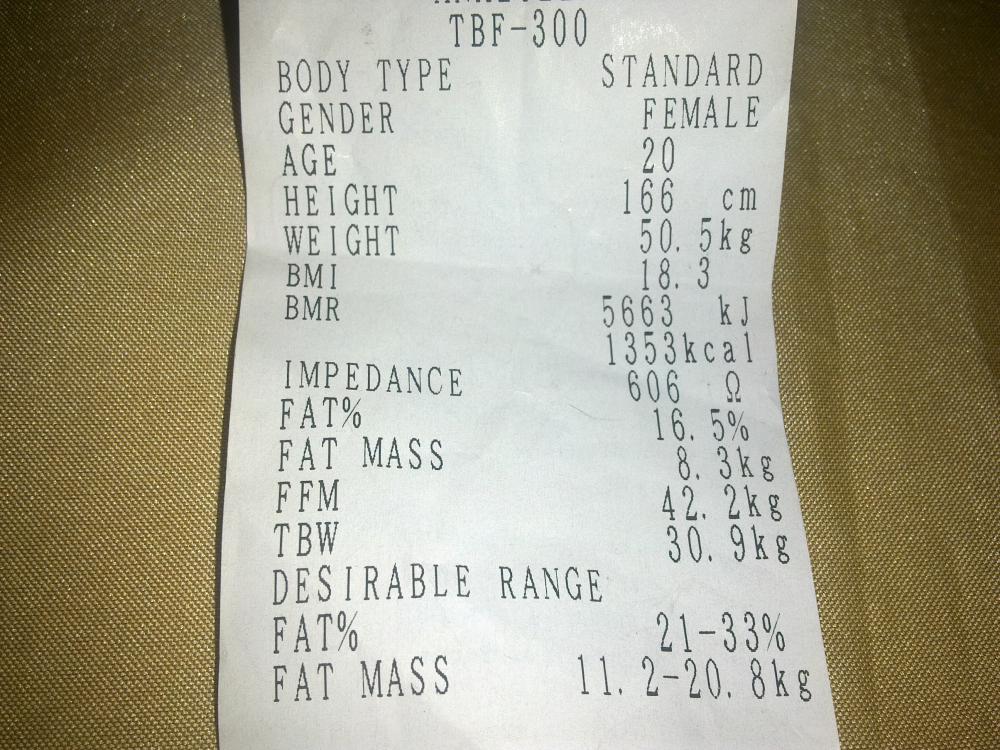 TBF-300
BODY TYPE STANDARD
GENDER FEMALE
AGE 20
HEIGHT 166 cm
WEIGHT 50. 5kg
BMI 18. 3
BMR 5663 kJ
1353kcal
IMPEDANCE 606 Ω
FAT% 16. 5%
FAT MASS 8. 3kg
FFM 42. 2kg
TBW 30. 9kg
DESIRABLE RANGE
FAT% 21-33%
FAT MASS 11. 2-20. 8kg